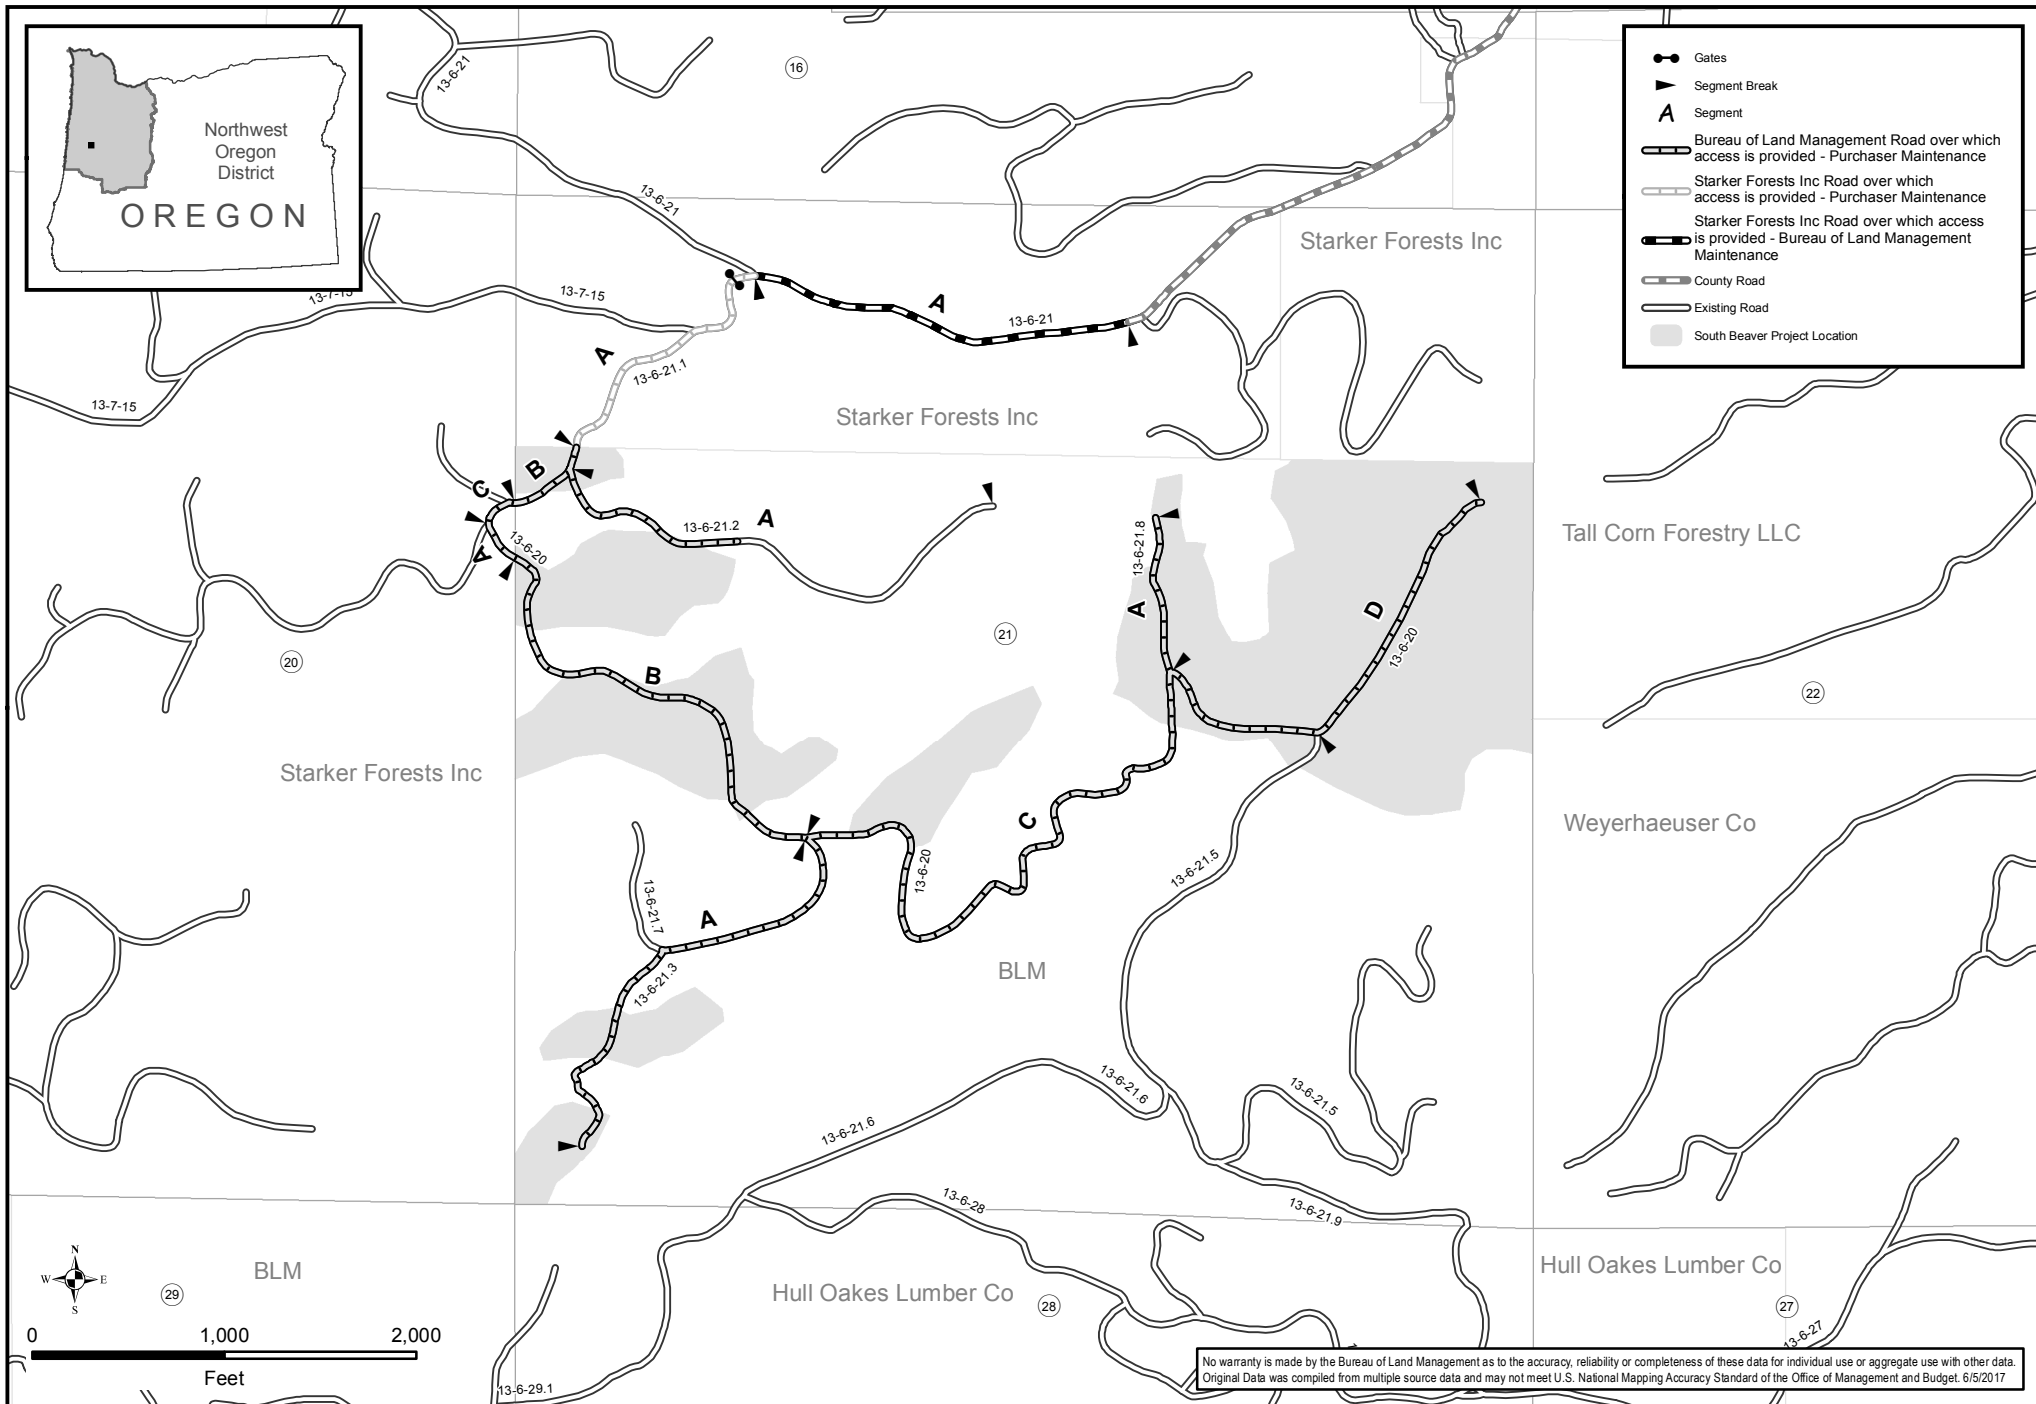 Northwest
Oregon
District
OREGON
Gates
Segment Break
A
Segment
Bureau of Land Management Road over which
access is provided - Purchaser Maintenance
Starker Forests Inc Road over which
access is provided - Purchaser Maintenance
Starker Forests Inc Road over which access
is provided - Bureau of Land Management
Maintenance
County Road
Existing Road
South Beaver Project Location
13-6-21
16
13-6-21
Starker Forests Inc
13-7-15
13-7-15
A
13-6-21
A
13-6-21.1
13-7-15
Starker Forests Inc
B
C
A
13-6-20
13-6-21.2
A
13-6-21.8
A
Tall Corn Forestry LLC
D
13-6-20
21
20
B
22
Starker Forests Inc
C
Weyerhaeuser Co
13-6-20
13-6-21.5
13-6-21.7
A
13-6-21.3
BLM
13-6-21.6
13-6-21.5
13-6-21.6
13-6-28
13-6-21.9
N
W
E
S
BLM
29
Hull Oakes Lumber Co
28
Hull Oakes Lumber Co
27
13-6-27
0
1,000
2,000
Feet
13-6-29.1
No warranty is made by the Bureau of Land Management as to the accuracy, reliability or completeness of these data for individual use or aggregate use with other data.
Original Data was compiled from multiple source data and may not meet U.S. National Mapping Accuracy Standard of the Office of Management and Budget. 6/5/2017